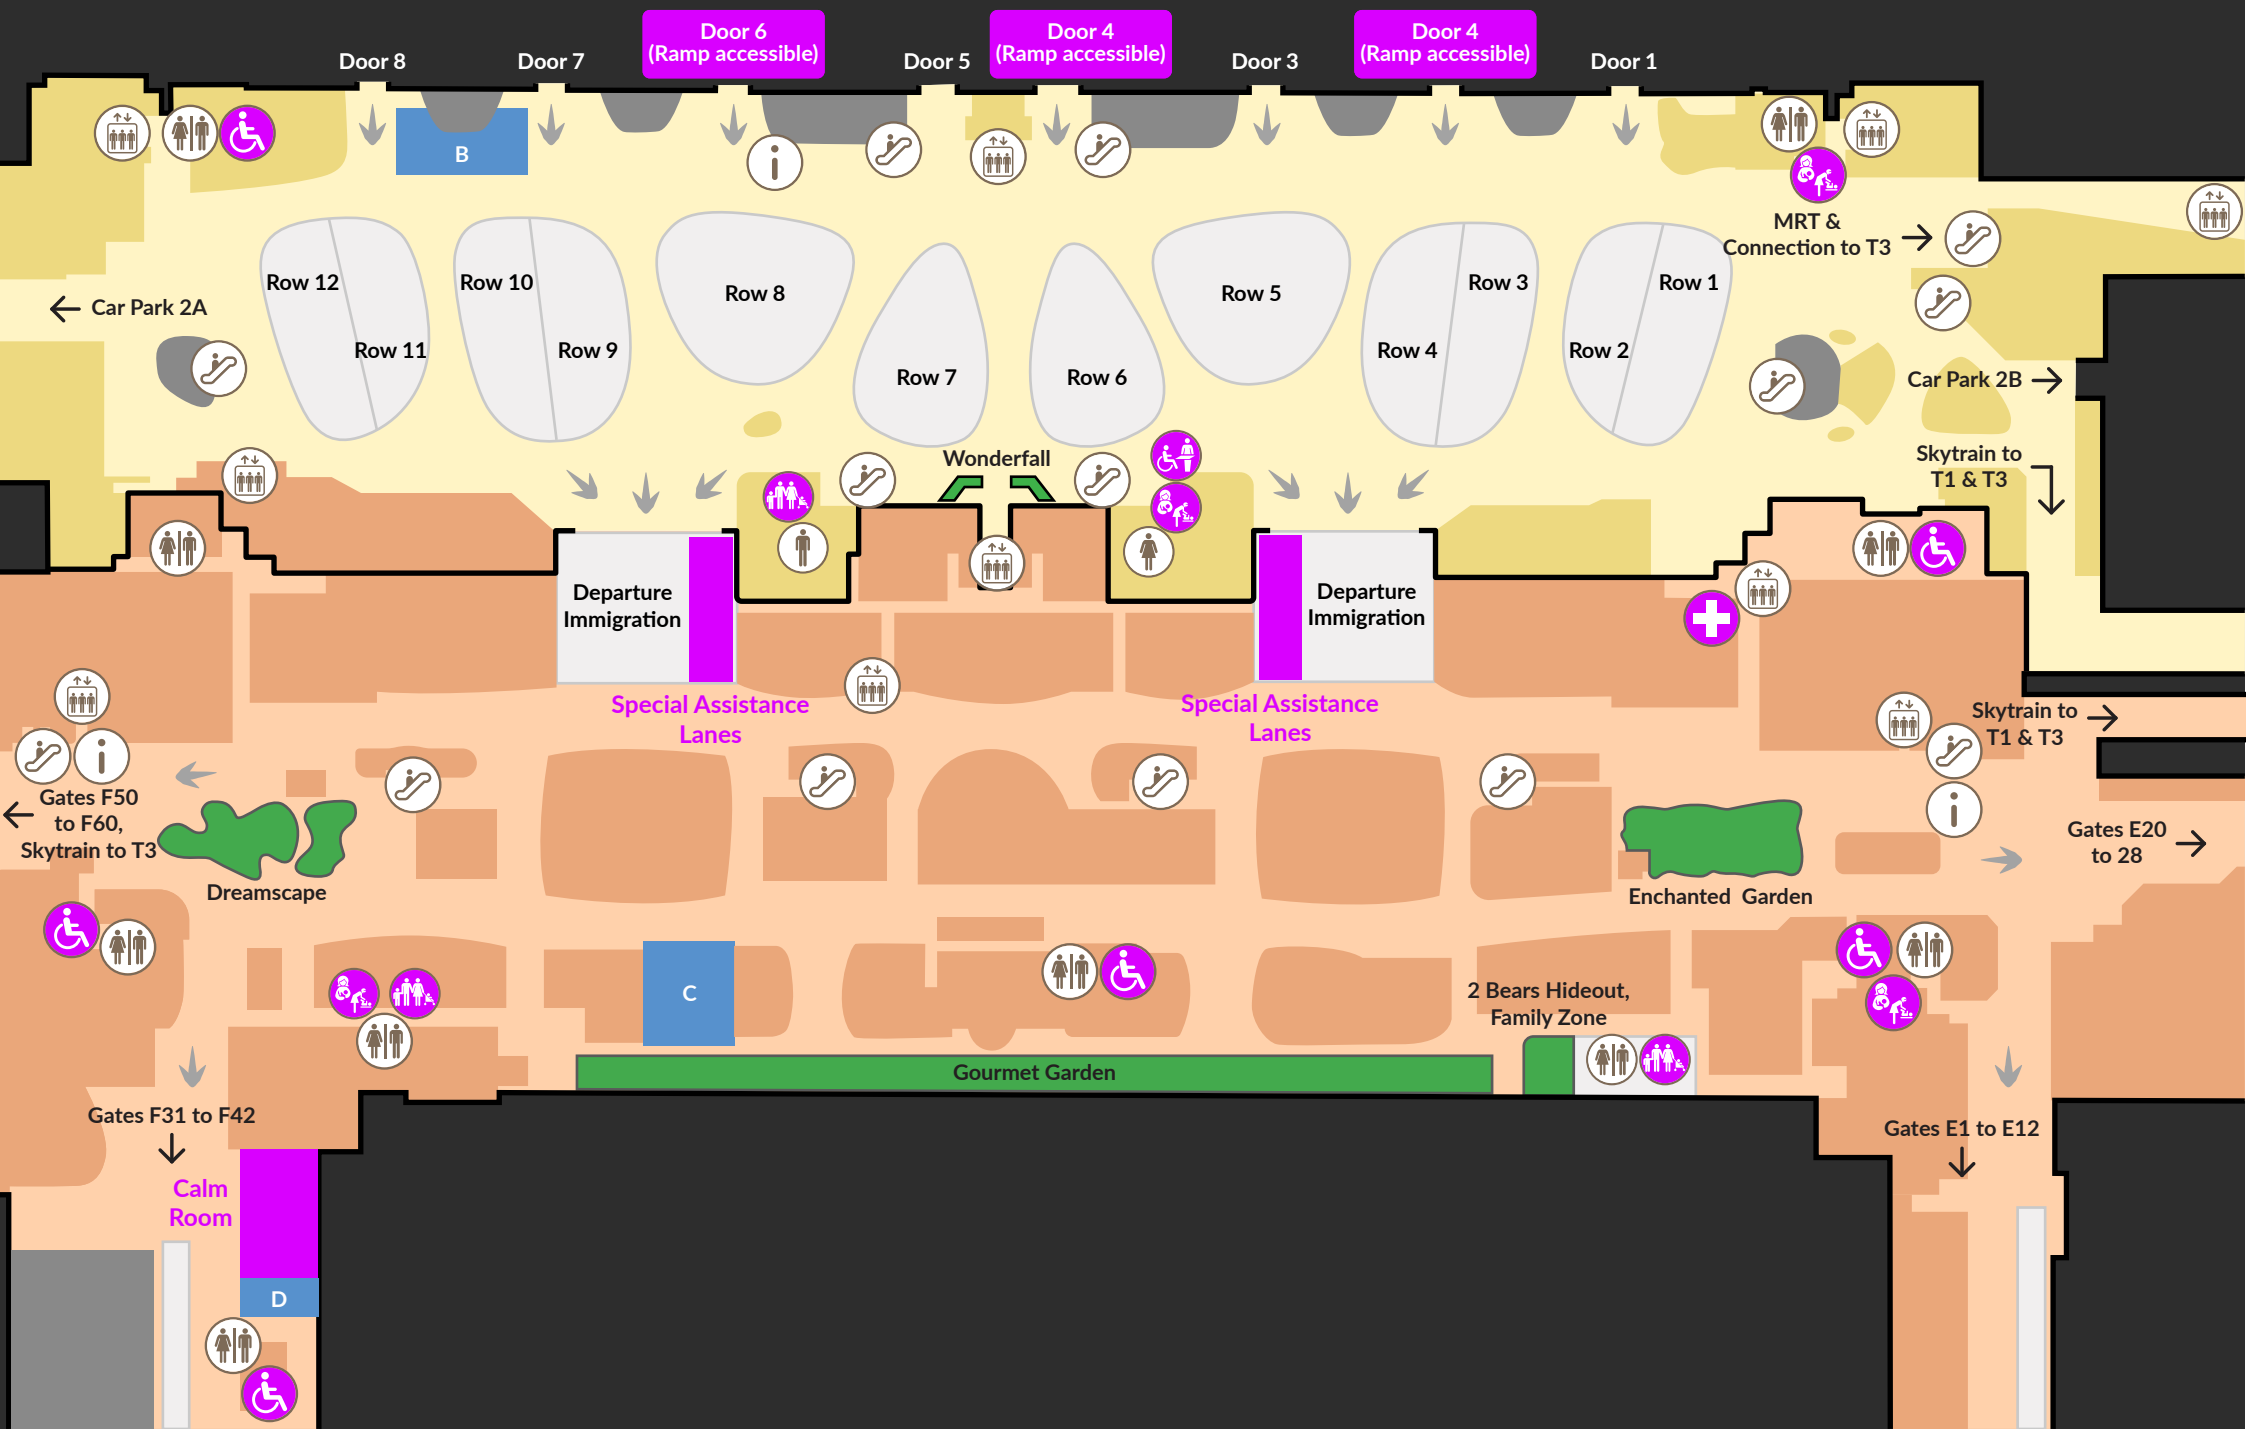 Door 8
Door 7
Door 6
(Ramp accessible)
Door 5
Door 4
(Ramp accessible)
Door 3
Door 4
(Ramp accessible)
Door 1
B
MRT &
Connection to T3
Row 12
Row 11
Row 10
Row 9
Row 8
Row 7
Row 6
Row 5
Row 4
Row 3
Row 2
Row 1
Car Park 2A
Car Park 2B
Wonderfall
Skytrain to
T1 & T3
Departure
Immigration
Departure
Immigration
Special Assistance
Lanes
Special Assistance
Lanes
Skytrain to
T1 & T3
Gates F50
to F60,
Skytrain to T3
Dreamscape
Enchanted Garden
Gates E20
to 28
C
2 Bears Hideout,
Family Zone
Gourmet Garden
Gates F31 to F42
Gates E1 to E12
Calm
Room
D